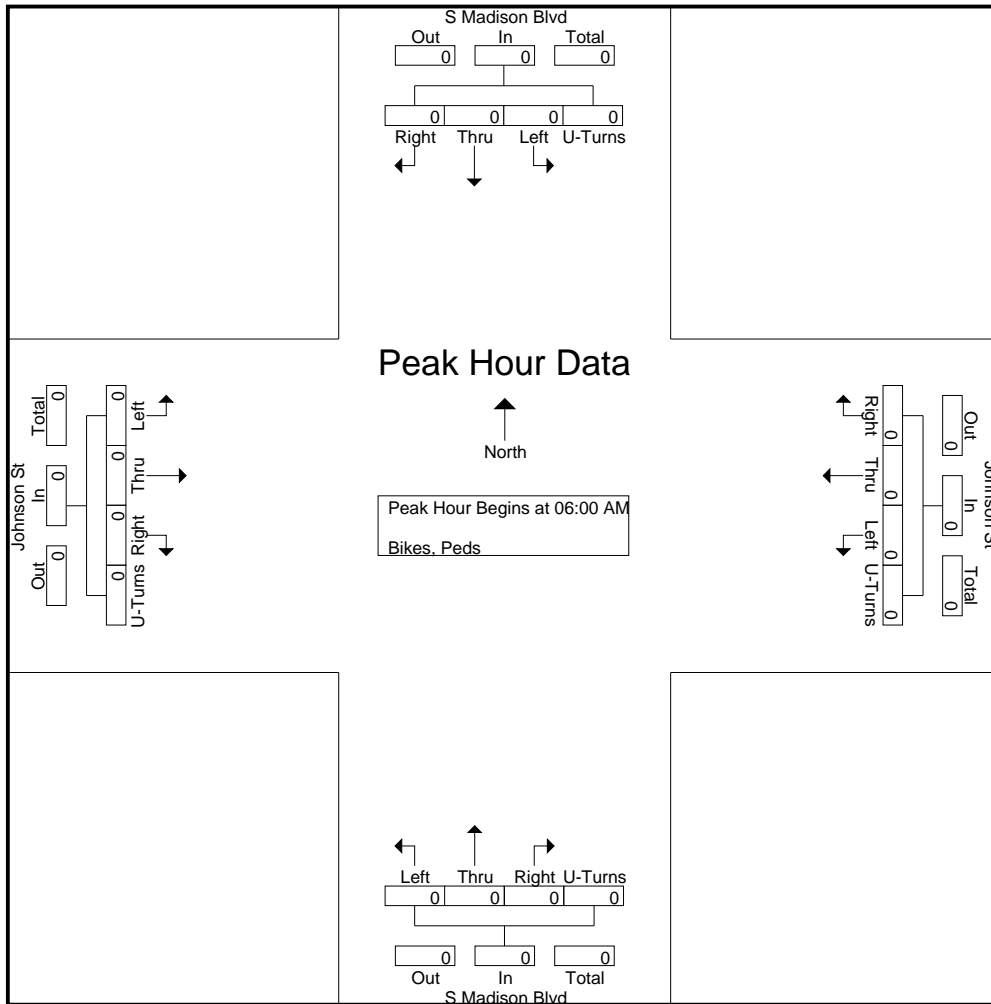 S Madison Blvd
Out In Total
0 0 0
0 0 0 0
Right Thru Left U-Turns
Peak Hour Data
North
Peak Hour Begins at 06:00 AM
Bikes, Peds
Johnson St
Total In Out
0 0 0
0 0 0 0
Left Thru Right U-Turns
Right Thru Left U-Turns
0 0 0 0
0 0 0
Out In Total
Johnson St
Left Thru Right U-Turns
0 0 0 0
0 0 0
Out In Total
S Madison Blvd